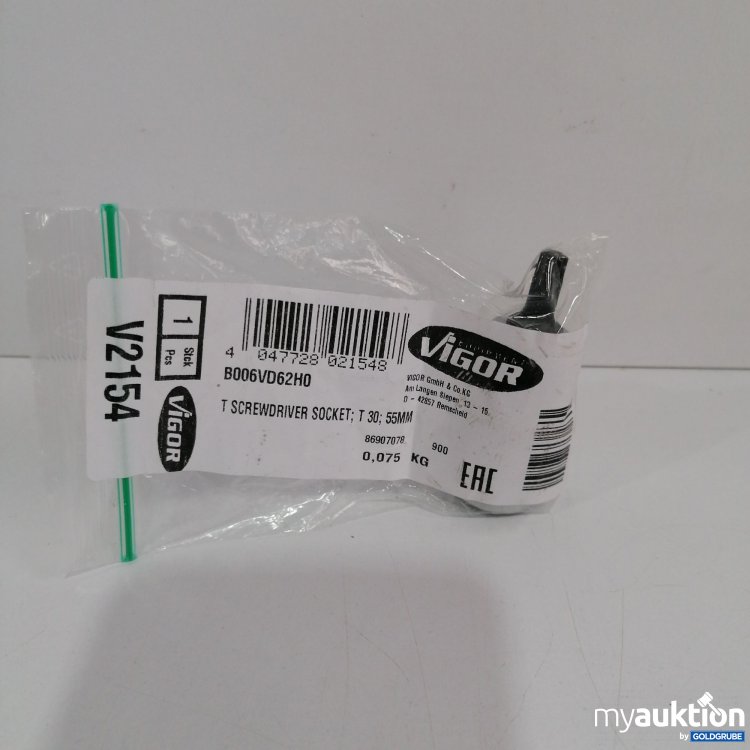 V2154
1
Stck
Pcs
VIGOR
4 047728 021548
B006VD62H0
T SCREWDRIVER SOCKET; T 30; 55MM
86907078
900
0,075 KG
EQUIPMENT
VIGOR
VIGOR GmbH & Co.KG
Am Langen Siepen 13 - 15
D - 42857 Remscheid
EAC
myauktion
by GOLDGRUBE